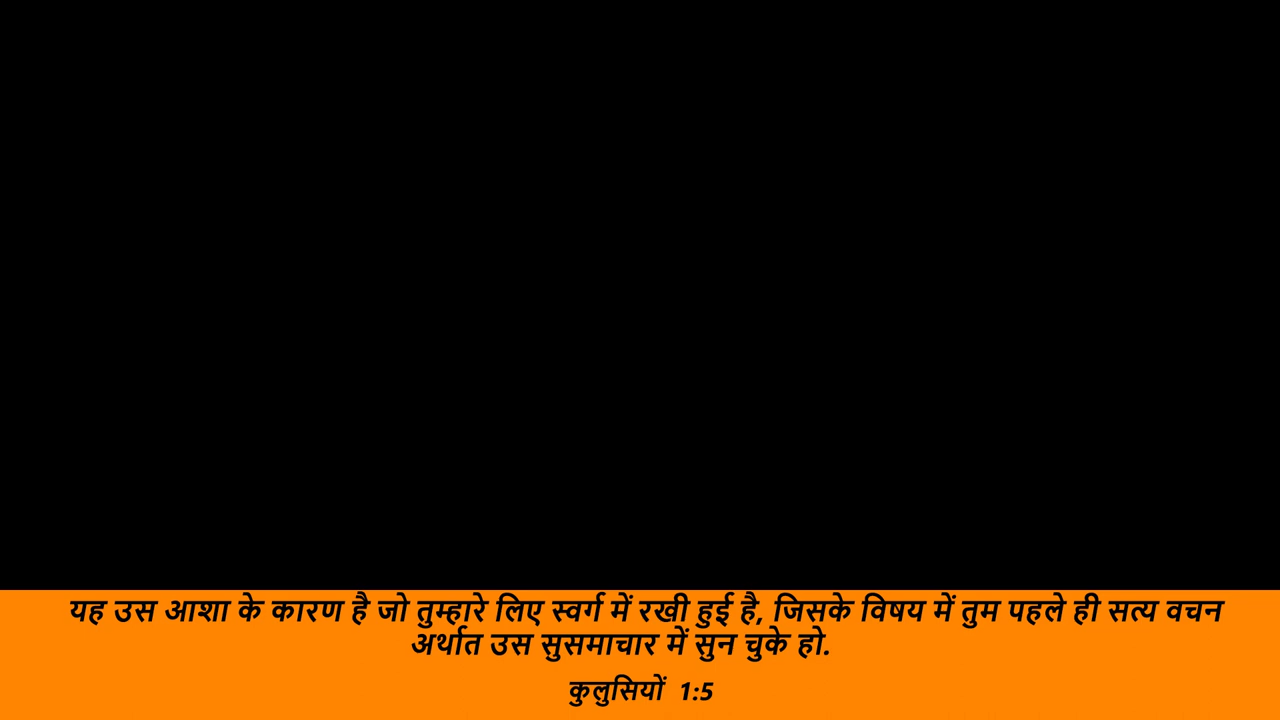 यह उस आशा के कारण है जो तुम्हारे लिए स्वर्ग में रखी हुई है, जिसके विषय में तुम पहले ही सत्य वचन
अर्थात उस सुसमाचार में सुन चुके हो.
कुलुसियों 1:5